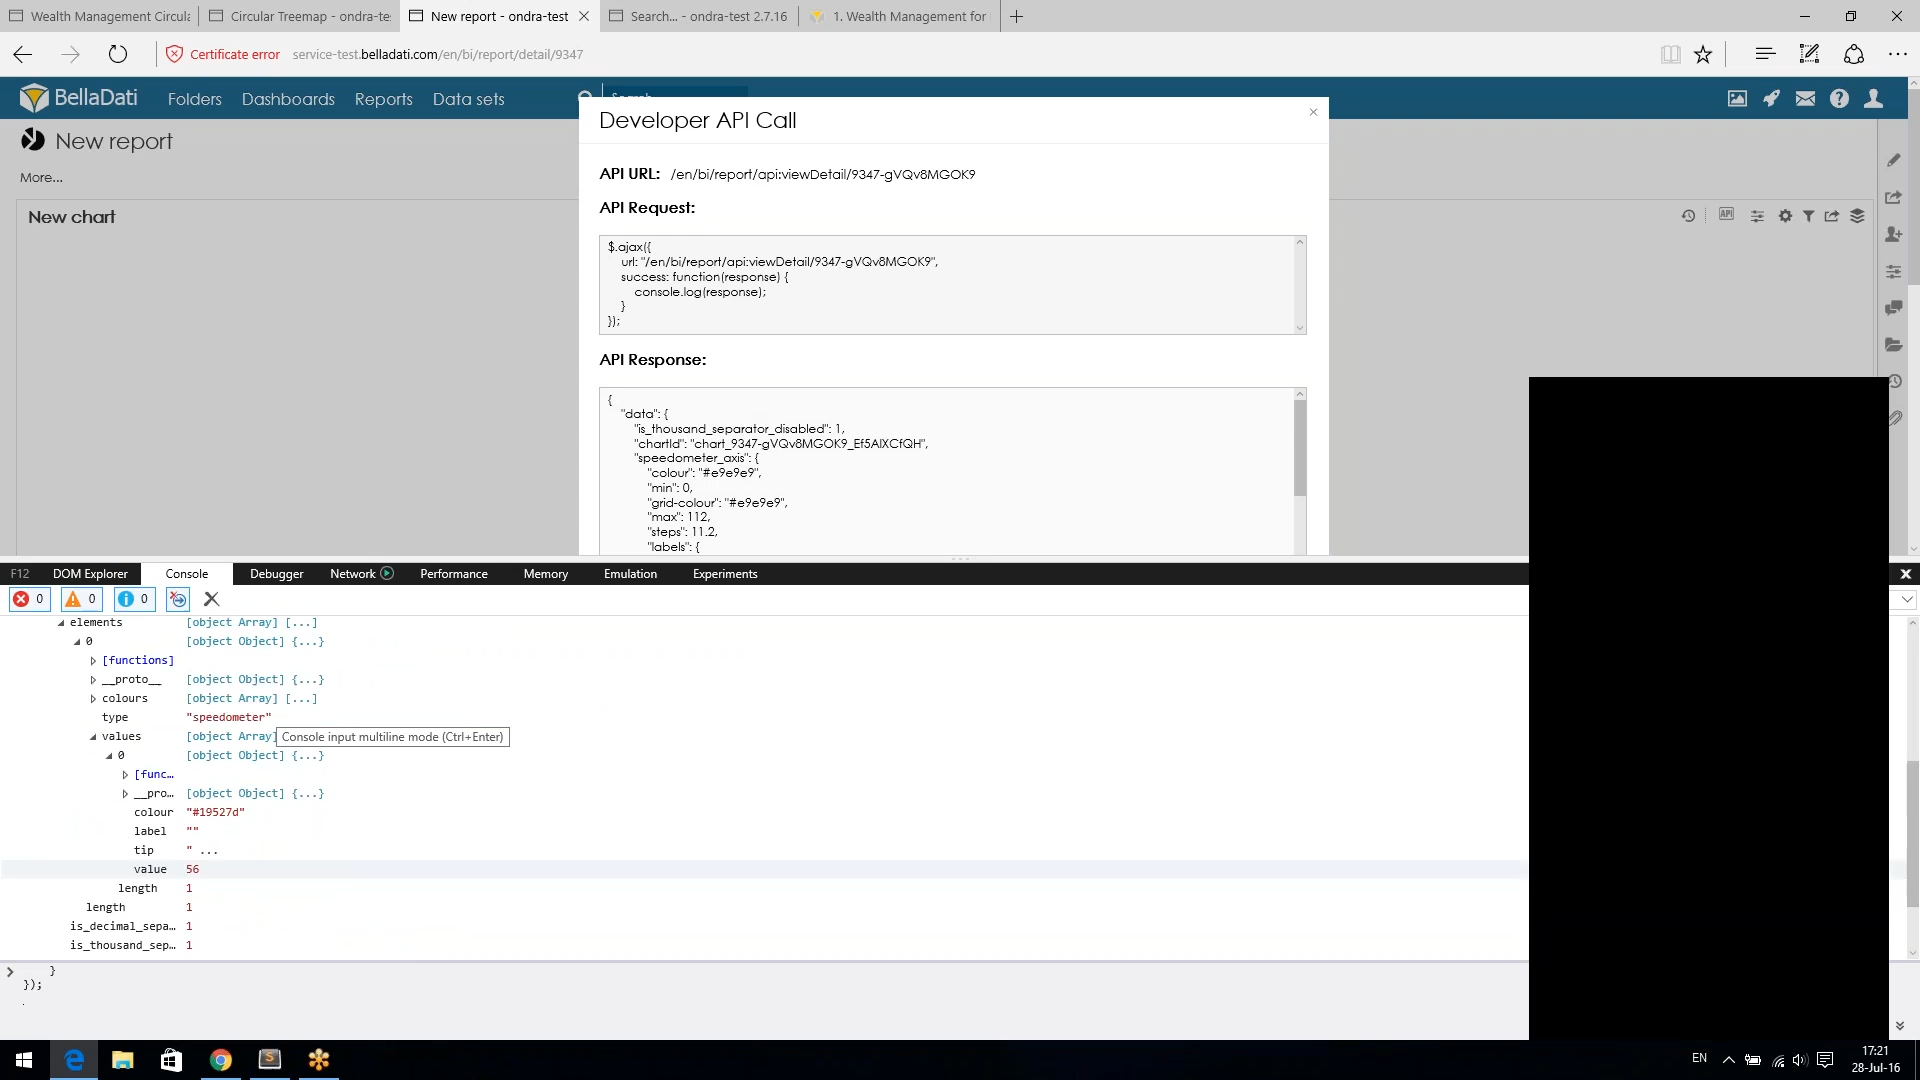 Wealth Management Circula
Circular Treemap - ondra-te:
New report - ondra-test
Search... - ondra-test 2.7.16
1. Wealth Management for
Certificate error
service-test.belladati.com/en/bi/report/detail/9347
BellaDati
Folders
Dashboards
Reports
Data sets
New report
More...
New chart
API
Developer API Call
API URL: /en/bi/report/api:viewDetail/9347-gVQv8MGOK9
API Request:
$.ajax({
url: "/en/bi/report/api:viewDetail/9347-gVQv8MGOK9",
success: function(response) {
console.log(response);
}
});
API Response:
{
"data": {
"is_thousand_separator_disabled": 1,
"chartId": "chart_9347-gVQv8MGOK9_Ef5AlXCfQH",
"speedometer_axis": {
"colour": "#e9e9e9",
"min": 0,
"grid-colour": "#e9e9e9",
"max": 112,
"steps": 11.2,
"labels": {
F12 DOM Explorer Console Debugger Network Performance Memory Emulation Experiments
0 0 0
elements [object Array] [...]
0 [object Object] {...}
[functions]
__proto__ [object Object] {...}
colours [object Array] [...]
type "speedometer"
values [object Array]
Console input multiline mode (Ctrl+Enter)
0 [object Object] {...}
[func...
__pro... [object Object] {...}
colour "#19527d"
label ""
tip " ...
value 56
length 1
length 1
is_decimal_sepa... 1
is_thousand_sep... 1
}
});
EN
17:21
28-Jul-16